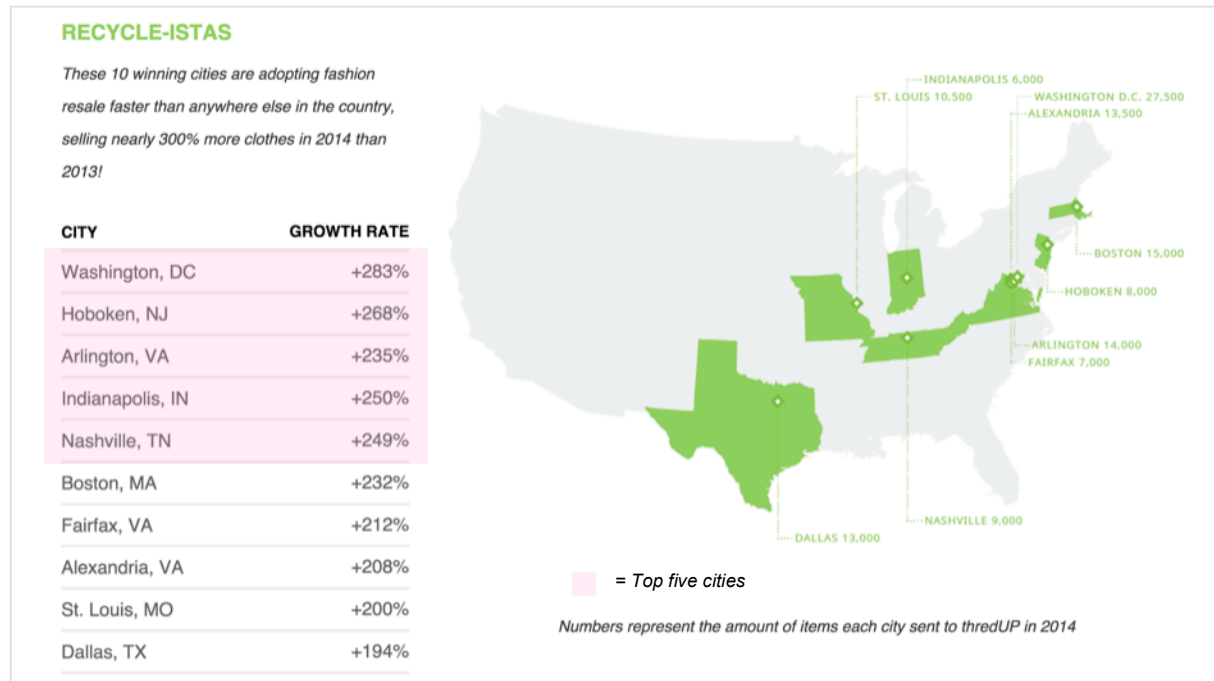 RECYCLE-ISTAS
These 10 winning cities are adopting fashion
resale faster than anywhere else in the country,
selling nearly 300% more clothes in 2014 than
2013!
CITY GROWTH RATE
Washington, DC +283%
Hoboken, NJ +268%
Arlington, VA +235%
Indianapolis, IN +250%
Nashville, TN +249%
Boston, MA +232%
Fairfax, VA +212%
Alexandria, VA +208%
St. Louis, MO +200%
Dallas, TX +194%
INDIANAPOLIS 6,000
ST. LOUIS 10,500
WASHINGTON D.C. 27,500
ALEXANDRIA 13,500
BOSTON 15,000
HOBOKEN 8,000
ARLINGTON 14,000
FAIRFAX 7,000
NASHVILLE 9,000
DALLAS 13,000
= Top five cities
Numbers represent the amount of items each city sent to thredUP in 2014